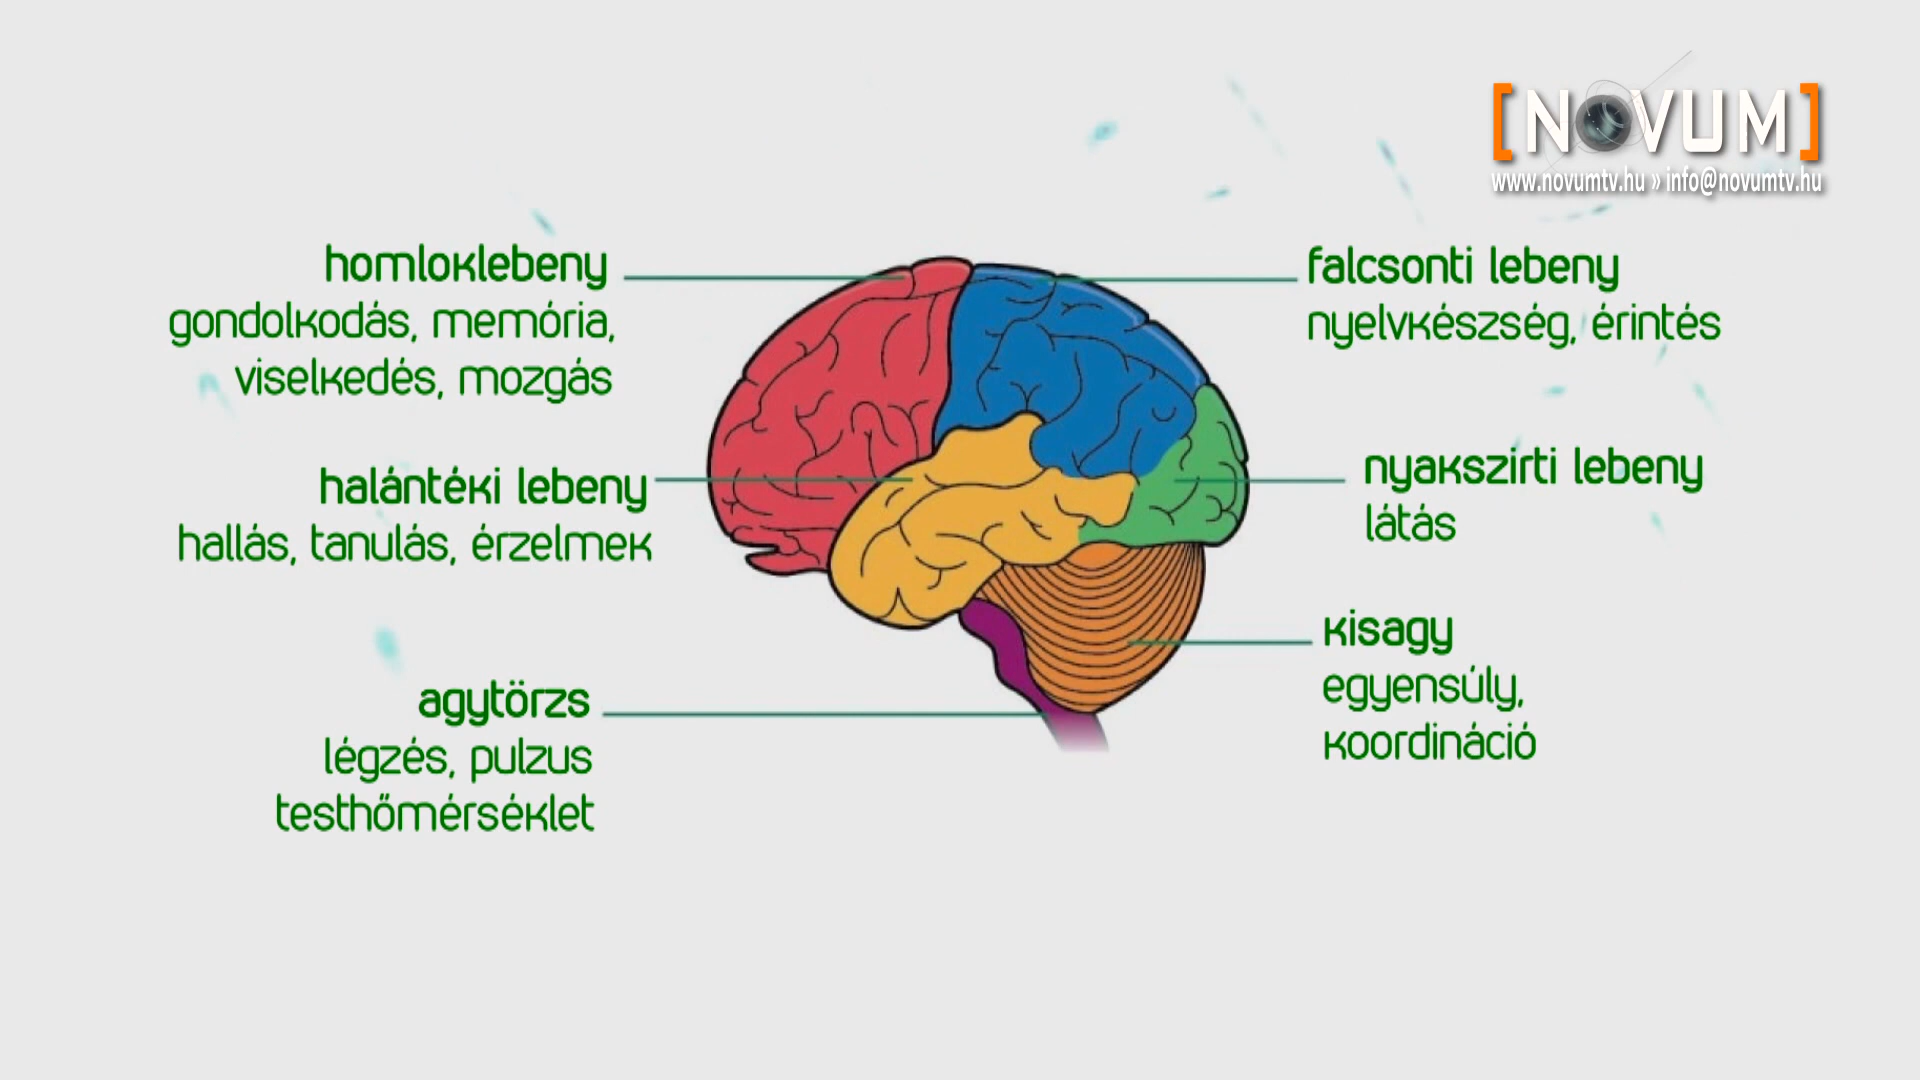 [NOVUM]
www.novumtv.hu » info@novumtv.hu
homloklebeny
gondolkodás, memória,
viselkedés, mozgás
halántéki lebeny
hallás, tanulás, érzelmek
agytörzs
légzés, pulzus
testhőmérséklet
falcsonti lebeny
nyelvkészség, érintés
nyakszirti lebeny
látás
kisagy
egyensúly,
koordináció